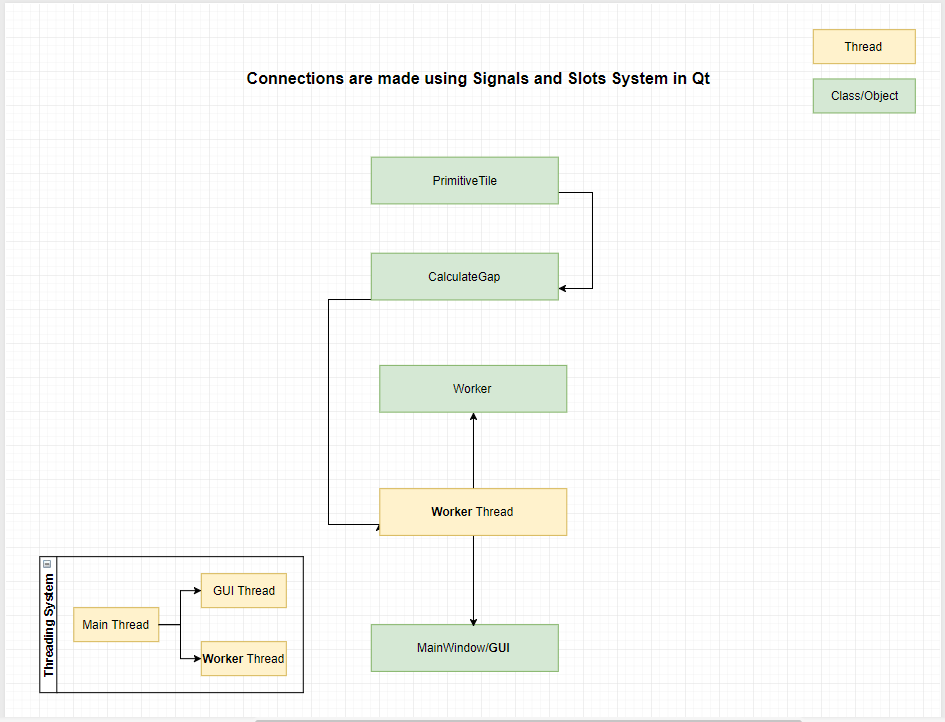 Thread
Connections are made using Signals and Slots System in Qt
Class/Object
PrimitiveTile
CalculateGap
Worker
Worker Thread
Threading System
GUI Thread
Main Thread
Worker Thread
MainWindow/GUI